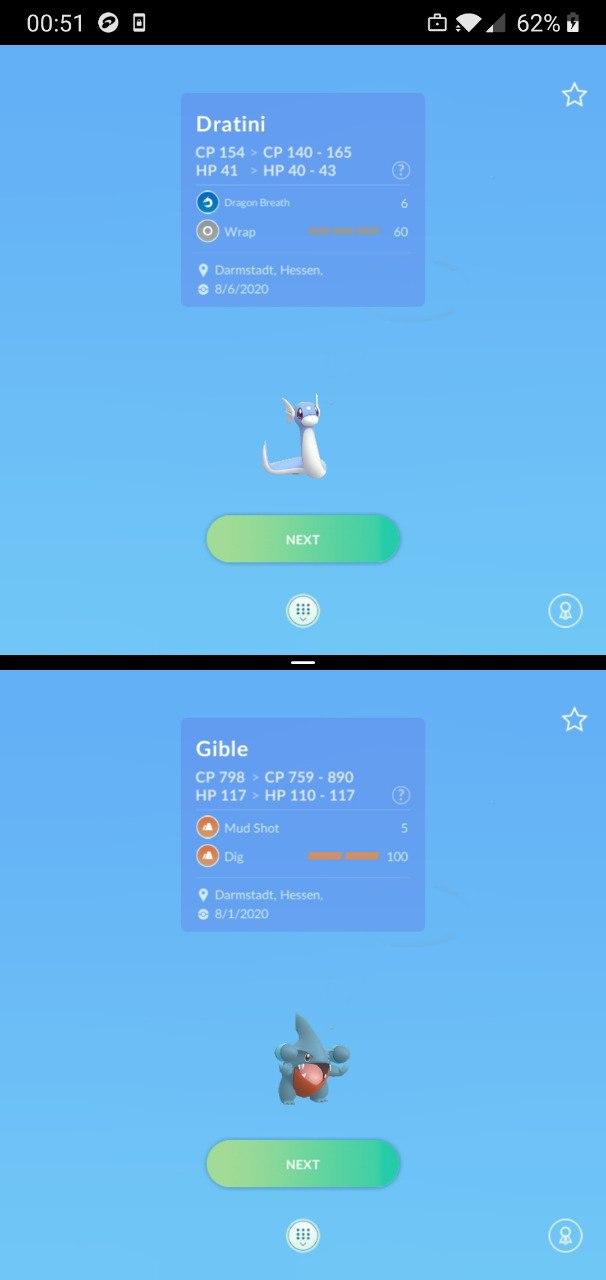 00:51
62%
Dratini
CP 154 > CP 140 - 165
HP 41 > HP 40 - 43
?
Dragon Breath 6
Wrap 60
Darmstadt, Hessen,
8/6/2020
NEXT
Gible
CP 798 > CP 759 - 890
HP 117 > HP 110 - 117
?
Mud Shot 5
Dig 100
Darmstadt, Hessen,
8/1/2020
NEXT